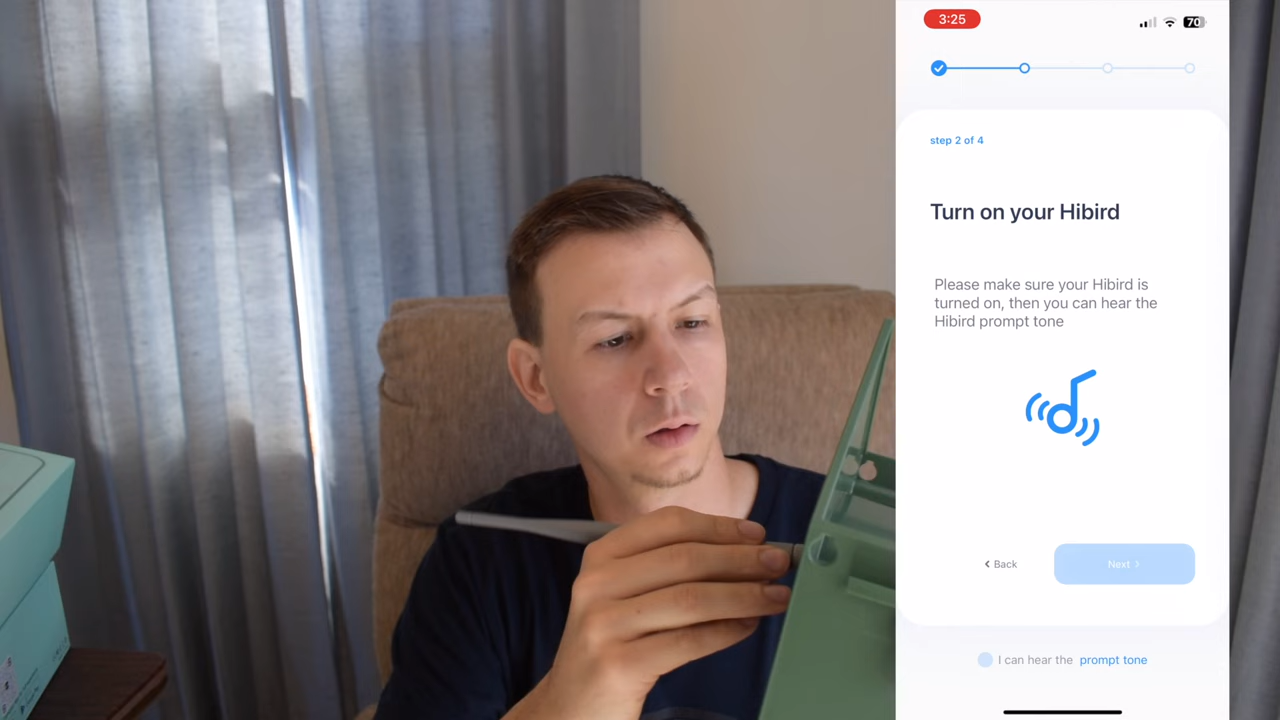 3:25
70
step 2 of 4
Turn on your Hibird
Please make sure your Hibird is
turned on, then you can hear the
Hibird prompt tone
Back
Next
I can hear the prompt tone